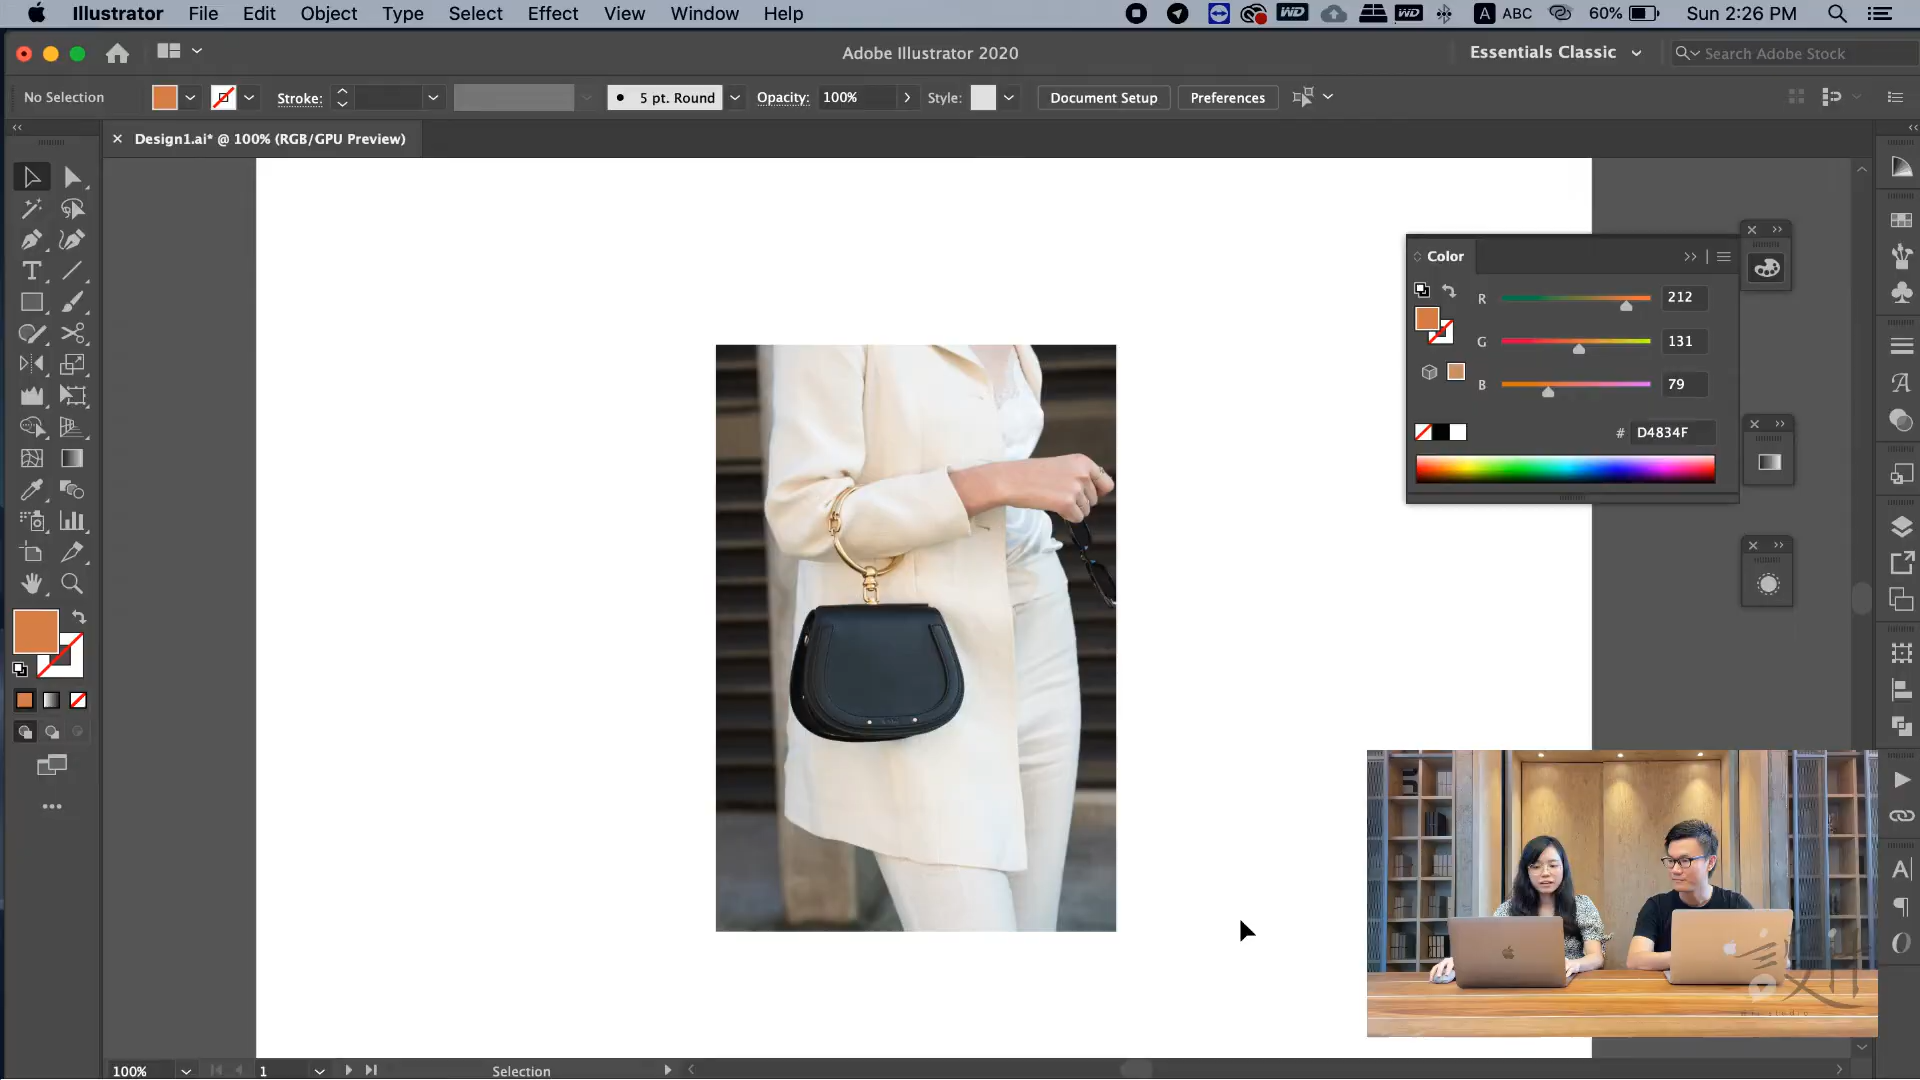 Illustrator File Edit Object Type Select Effect View Window Help
WD
WD
A ABC
60%
Sun 2:26 PM
Adobe Illustrator 2020
Essentials Classic
Search Adobe Stock
No Selection
Stroke:
5 pt. Round
Opacity: 100%
Style:
Document Setup
Preferences
Design1.ai* @ 100% (RGB/GPU Preview)
Color
R 212
G 131
B 79
# D4834F
100%
1
Selection